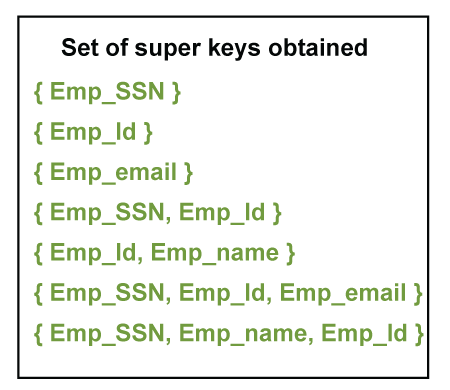 Set of super keys obtained
{ Emp_SSN }
{ Emp_Id }
{ Emp_email }
{ Emp_SSN, Emp_Id }
{ Emp_Id, Emp_name }
{ Emp_SSN, Emp_Id, Emp_email }
{ Emp_SSN, Emp_name, Emp_Id }